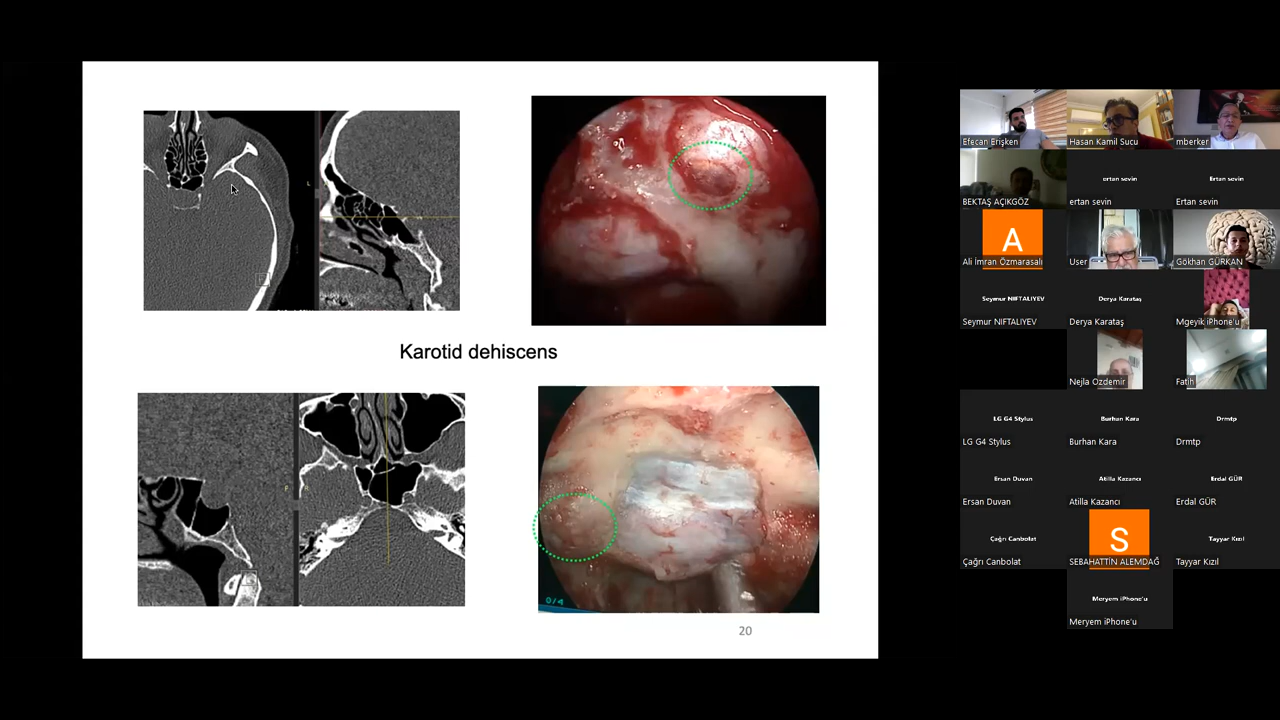 Karotid dehiscens
L
F
R
0/4
20
Efecan Erişken
Hasan Kamil Sucu
mberker
BEKTAŞ AÇIKGÖZ
ertan sevin
ertan sevin
Ertan sevin
Ertan sevin
A
Ali İmran Özmarasalı
User
Gökhan GÜRKAN
Seymur NIFTALIYEV
Seymur NIFTALIYEV
Derya Karataş
Derya Karataş
Mgeyik iPhone'u
Nejla Ozdemir
Fatih
LG G4 Stylus
LG G4 Stylus
Burhan Kara
Burhan Kara
Drmtp
Drmtp
Ersan Duvan
Ersan Duvan
Atilla Kazancı
Atilla Kazancı
Erdal GÜR
Erdal GÜR
Çağrı Canbolat
Çağrı Canbolat
S
SEBAHATTİN ALEMDAĞ
Tayyar Kızıl
Tayyar Kızıl
Meryem iPhone'u
Meryem iPhone'u